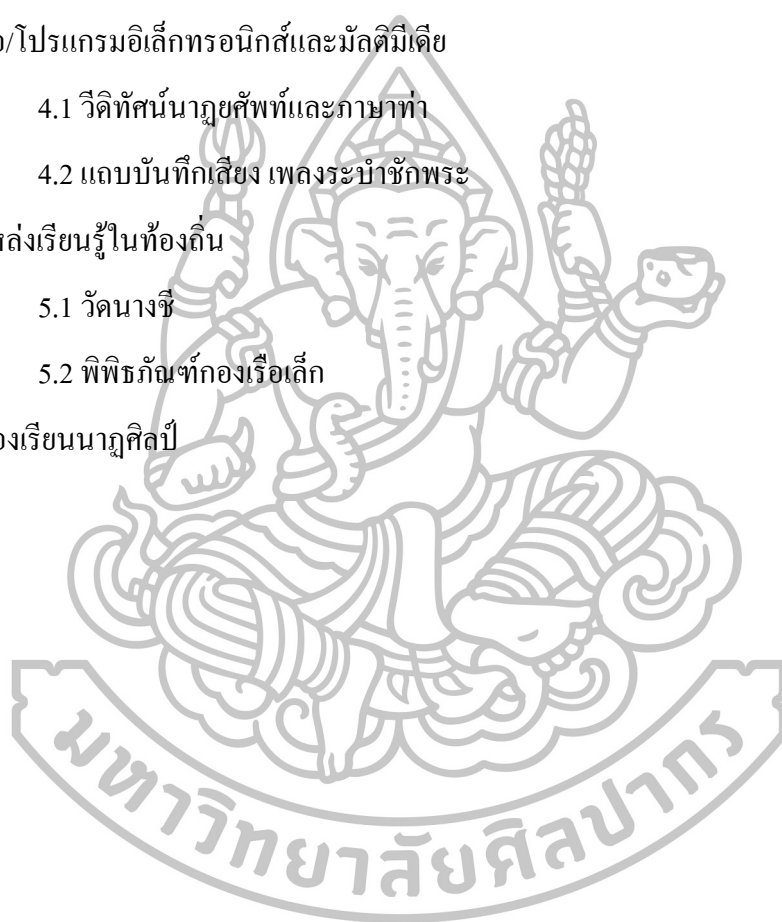 อ/โปรแกรมอิเล็กทรอนิกส์และมัลติมีเดีย
4.1 วีดิทัศน์นาฏยศัพท์และภาษาท่า
4.2 แถบบันทึกเสียง เพลงระบำชักพระ
หล่งเรียนรู้ในท้องถิ่น
5.1 วัดนางชี
5.2 พิพิธภัณฑ์กองเรือเล็ก
องเรียนนาฏศิลป์
มหาวิทยาลัยศิลปากร